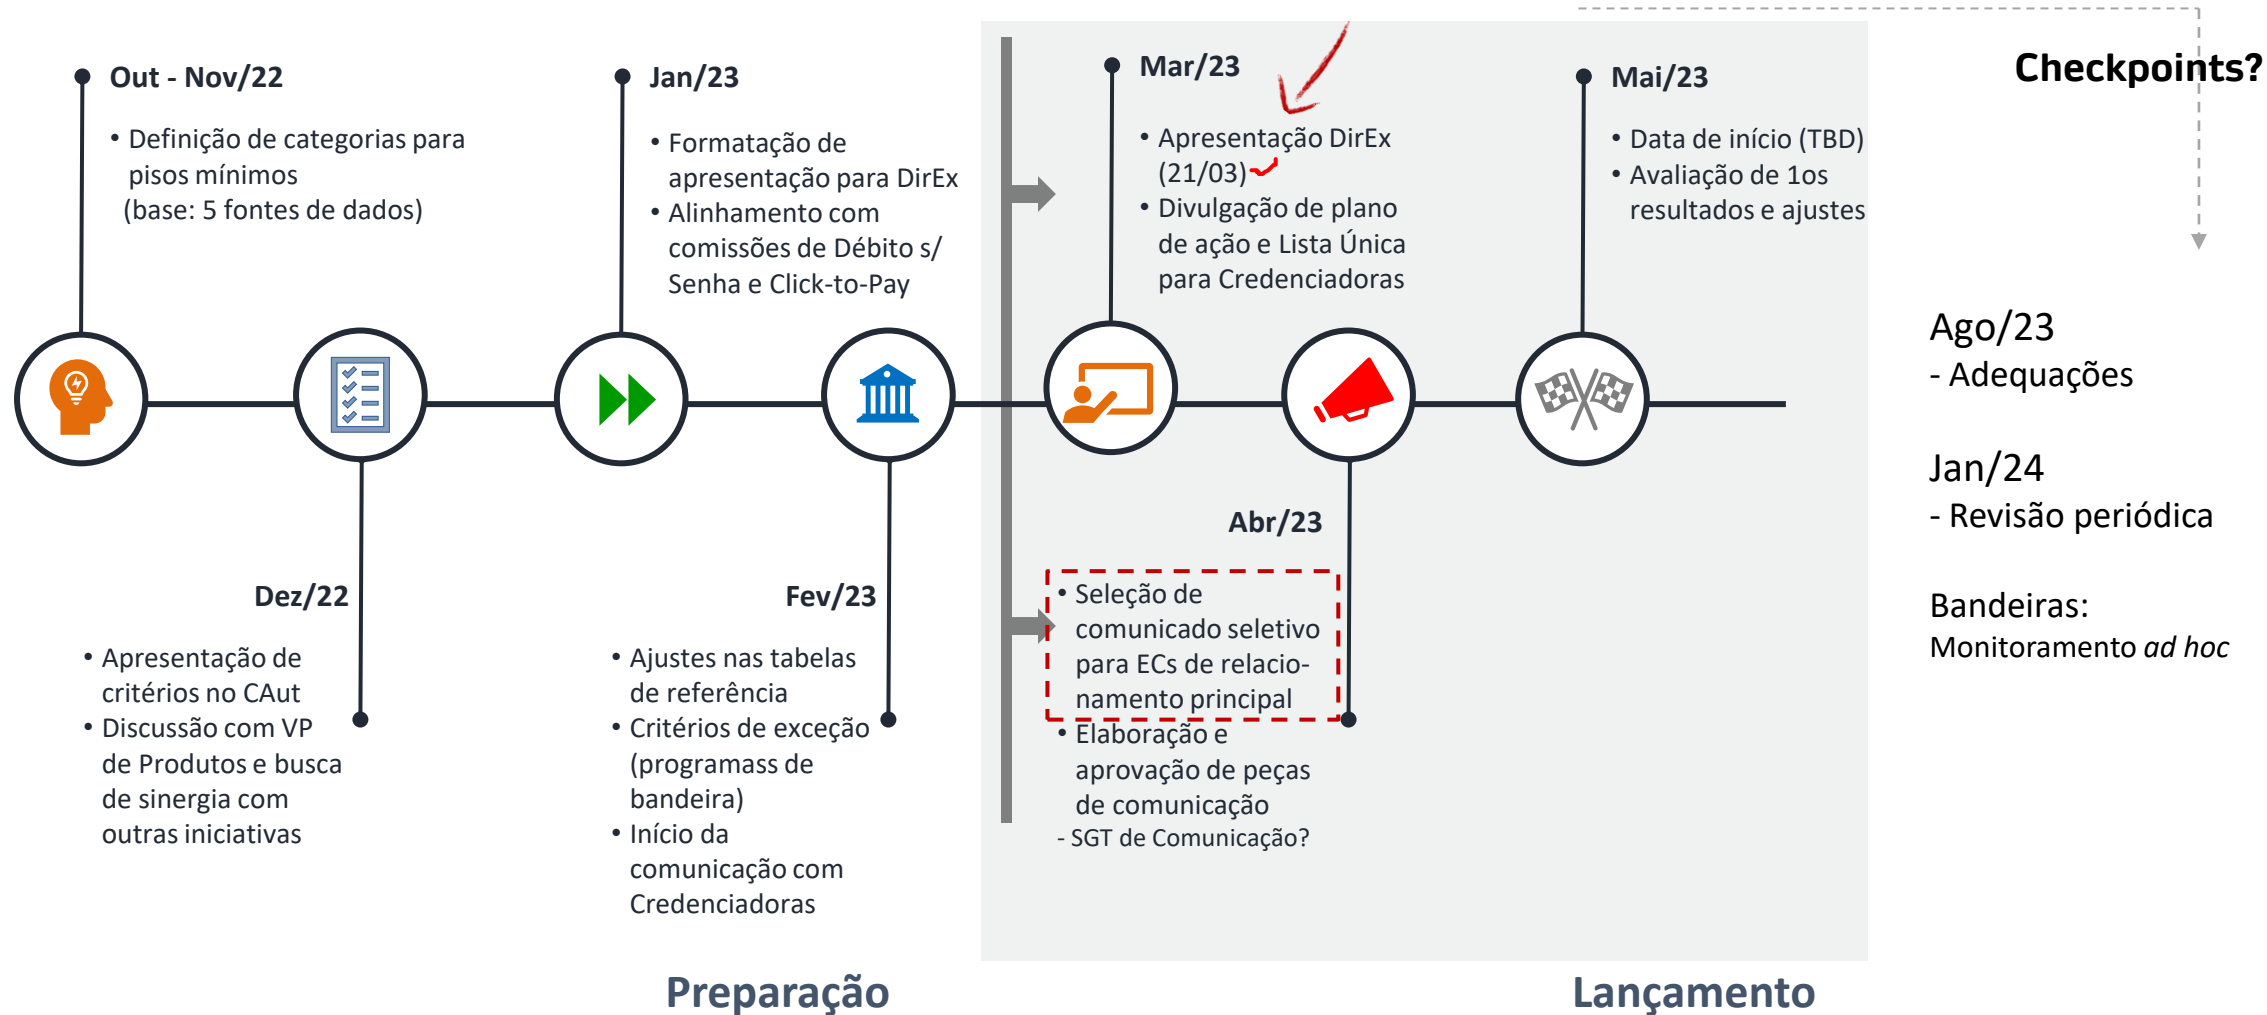 Out - Nov/22
• Definição de categorias para
pisos mínimos
(base: 5 fontes de dados)
Jan/23
• Formatação de
apresentação para DirEx
• Alinhamento com
comissões de Débito s/
Senha e Click-to-Pay
Mar/23
• Apresentação DirEx
(21/03)
• Divulgação de plano
de ação e Lista Única
para Credenciadoras
Mai/23
• Data de início (TBD)
• Avaliação de 1os
resultados e ajustes
Checkpoints?
Ago/23
- Adequações
Jan/24
- Revisão periódica
Bandeiras:
Monitoramento ad hoc
Dez/22
• Apresentação de
critérios no CAut
• Discussão com VP
de Produtos e busca
de sinergia com
outras iniciativas
Fev/23
• Ajustes nas tabelas
de referência
• Critérios de exceção
(programass de
bandeira)
• Início da
comunicação com
Credenciadoras
Abr/23
• Seleção de
comunicado seletivo
para ECs de relacio-
namento principal
• Elaboração e
aprovação de peças
de comunicação
- SGT de Comunicação?
Preparação
Lançamento